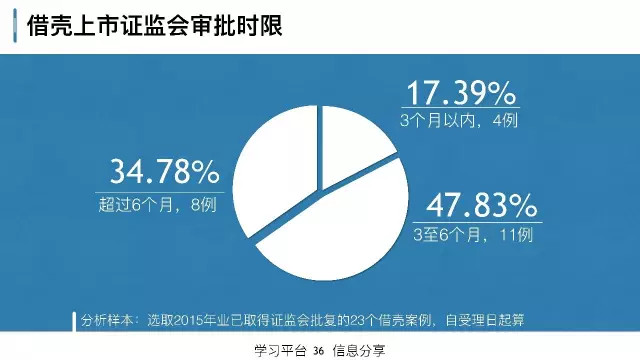 借壳上市证监会审批时限
17.39%
3个月以内，4例
34.78%
超过6个月，8例
47.83%
3至6个月，11例
分析样本：选取2015年业已取得证监会批复的23个借壳案例，自受理日起算
学习平台 36 信息分享